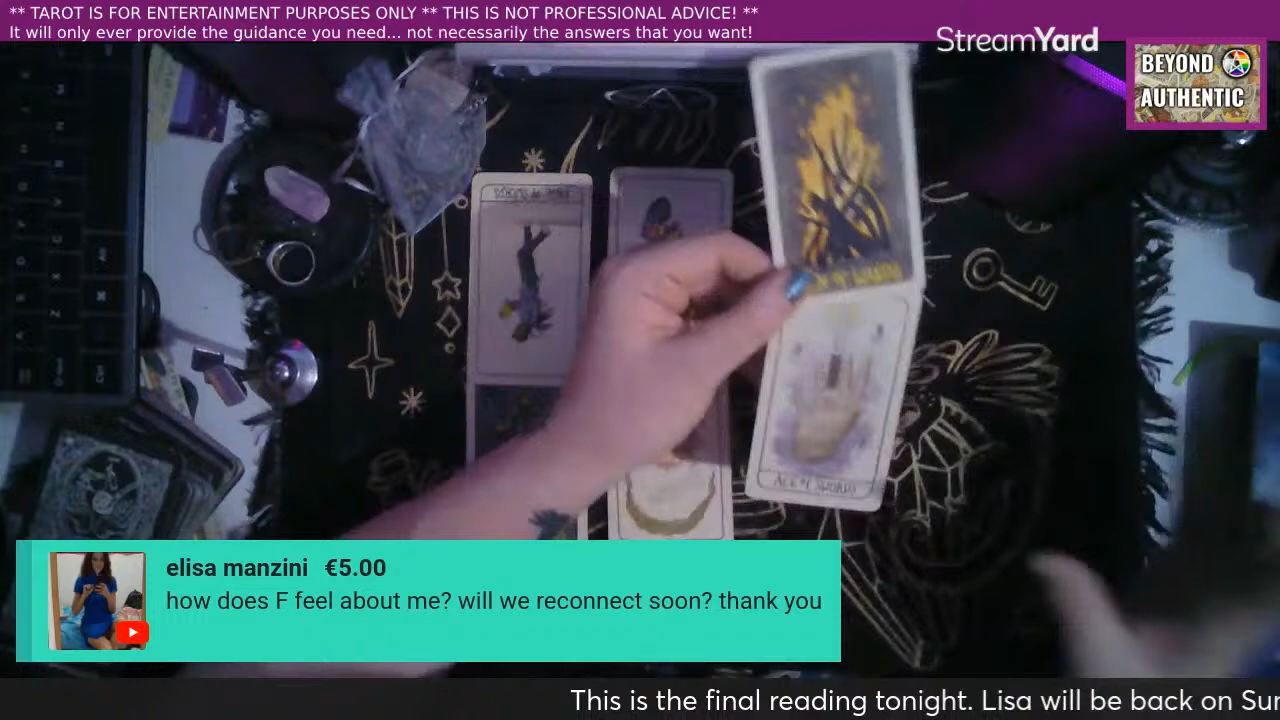 ** TAROT IS FOR ENTERTAINMENT PURPOSES ONLY ** THIS IS NOT PROFESSIONAL ADVICE! **
It will only ever provide the guidance you need... not necessarily the answers that you want!
StreamYard
BEYOND
AUTHENTIC
ACE of SWORDS
elisa manzini €5.00
how does F feel about me? will we reconnect soon? thank you
This is the final reading tonight. Lisa will be back on Sun